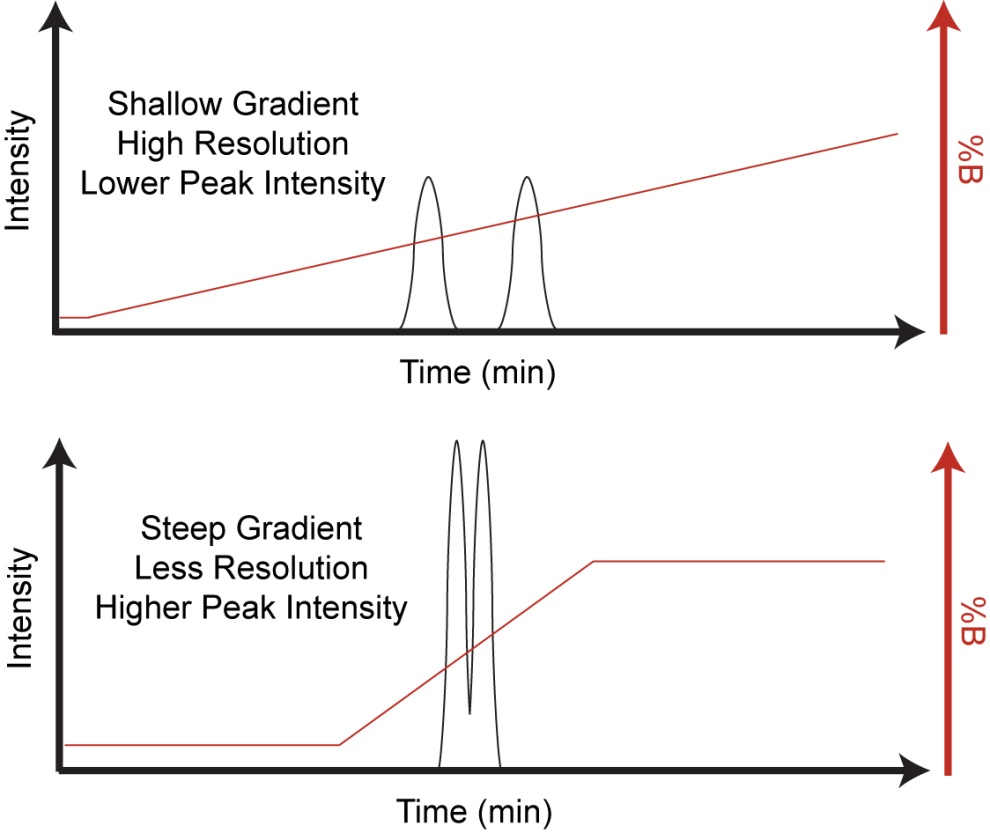 Shallow Gradient
High Resolution
Lower Peak Intensity
Intensity
%B
Time (min)
Steep Gradient
Less Resolution
Higher Peak Intensity
Intensity
%B
Time (min)